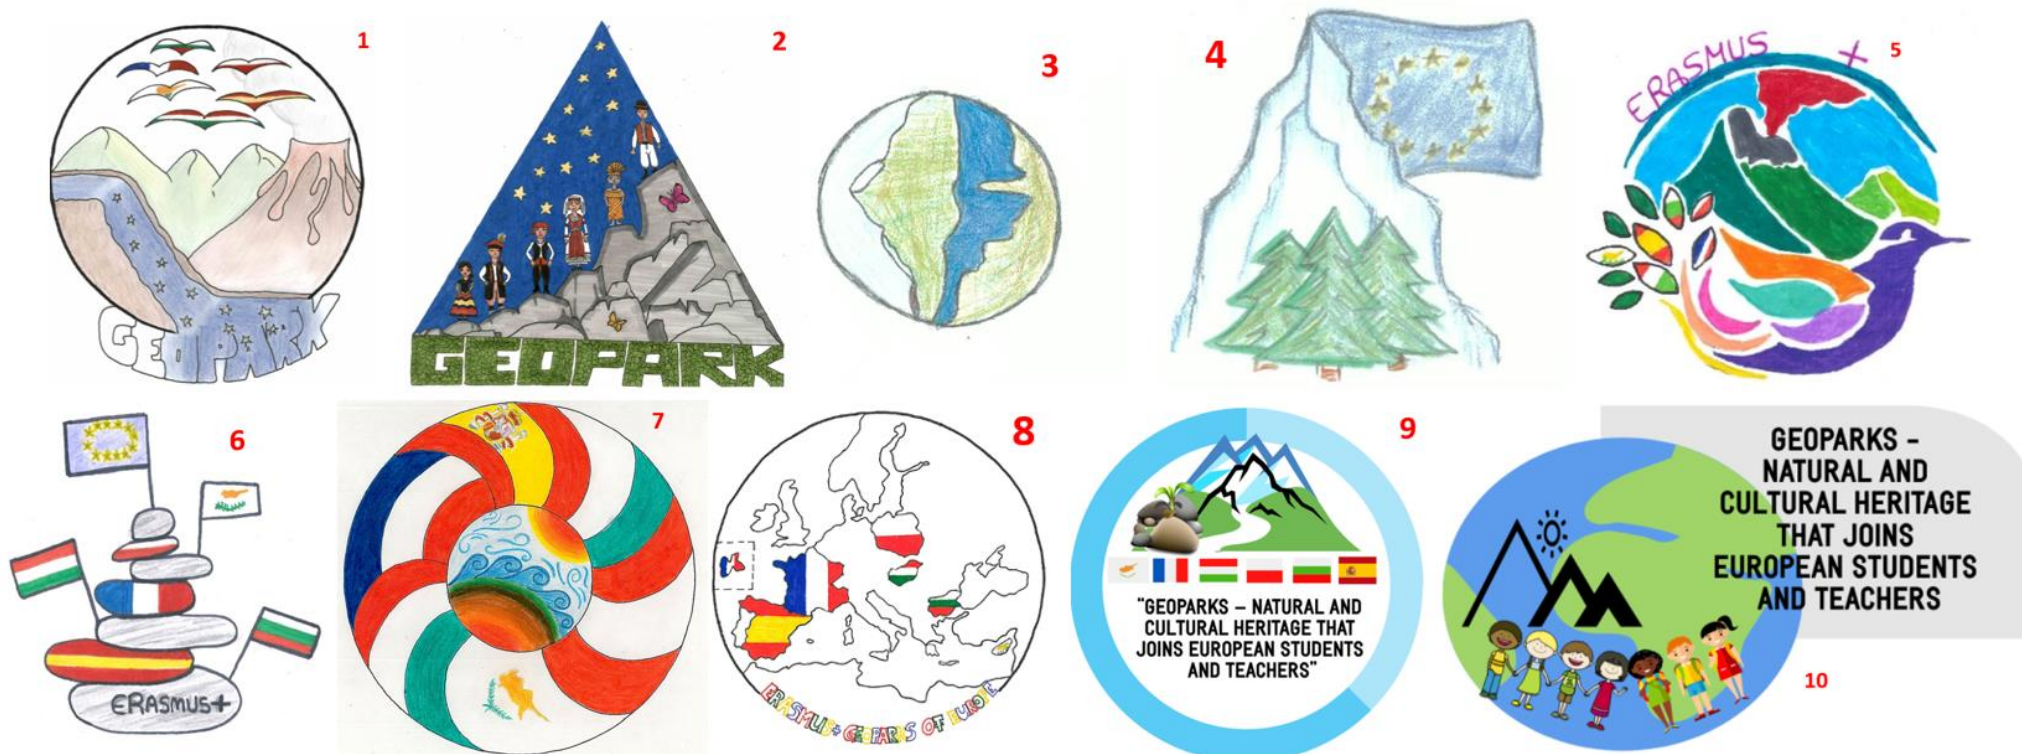 1
GEOPARK
2
GEOPARK
3
4
ERASMUS +
5
6
ERASMUS+
7
8
ERASMUS+ GEOPARKS OF EUROPE
9
"GEOPARKS – NATURAL AND
CULTURAL HERITAGE THAT
JOINS EUROPEAN STUDENTS
AND TEACHERS"
GEOPARKS –
NATURAL AND
CULTURAL HERITAGE
THAT JOINS
EUROPEAN STUDENTS
AND TEACHERS
10